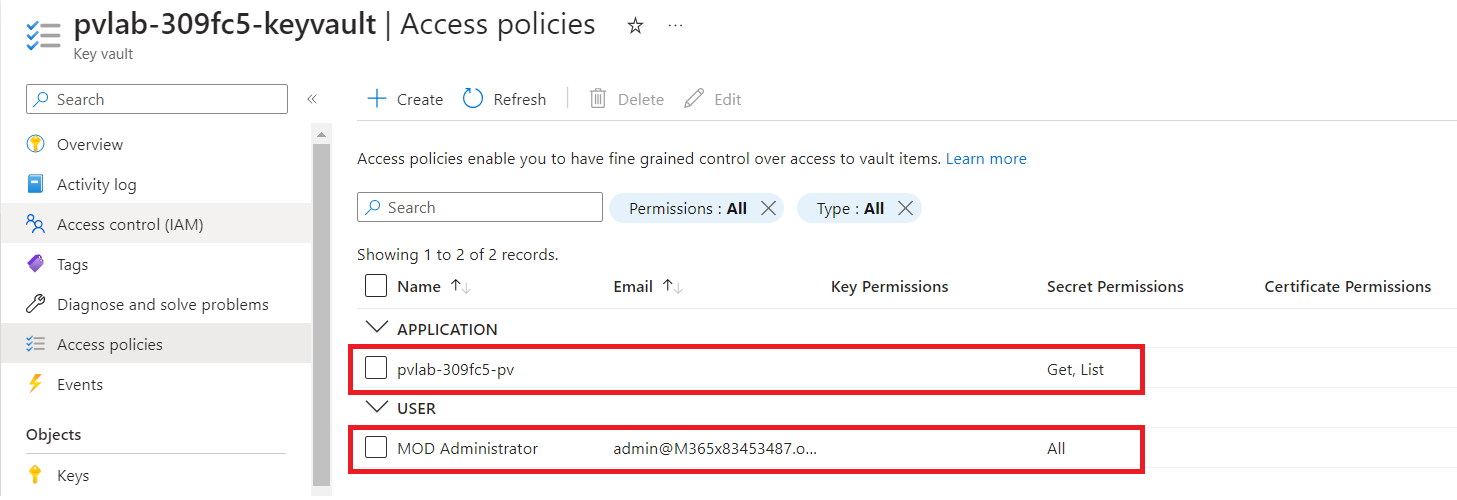 pvlab-309fc5-keyvault | Access policies
Key vault
Search
Overview
Activity log
Access control (IAM)
Tags
Diagnose and solve problems
Access policies
Events
Objects
Keys
Create Refresh Delete Edit
Access policies enable you to have fine grained control over access to vault items. Learn more
Search Permissions : All Type : All
Showing 1 to 2 of 2 records.
Name Email Key Permissions Secret Permissions Certificate Permissions
APPLICATION
pvlab-309fc5-pv Get, List
USER
MOD Administrator admin@M365x83453487.o... All